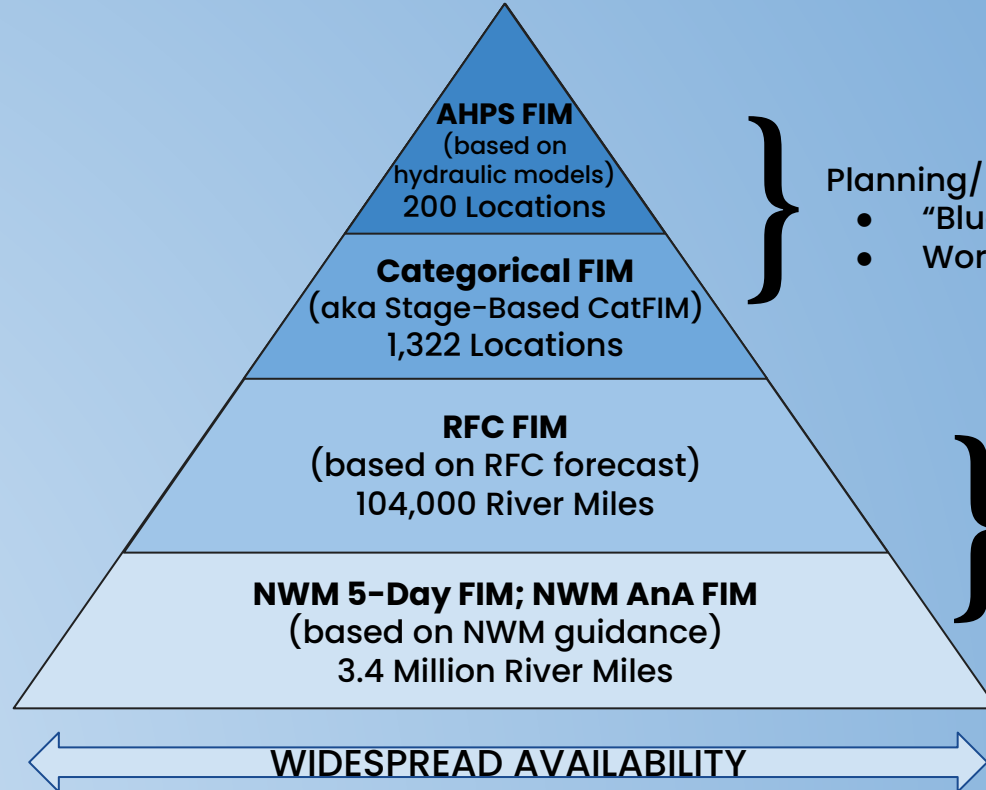 AHPS FIM
(based on
hydraulic models)
200 Locations
Planning/
● “Blu
● Wor
Categorical FIM
(aka Stage-Based CatFIM)
1,322 Locations
RFC FIM
(based on RFC forecast)
104,000 River Miles
NWM 5-Day FIM; NWM AnA FIM
(based on NWM guidance)
3.4 Million River Miles
WIDESPREAD AVAILABILITY